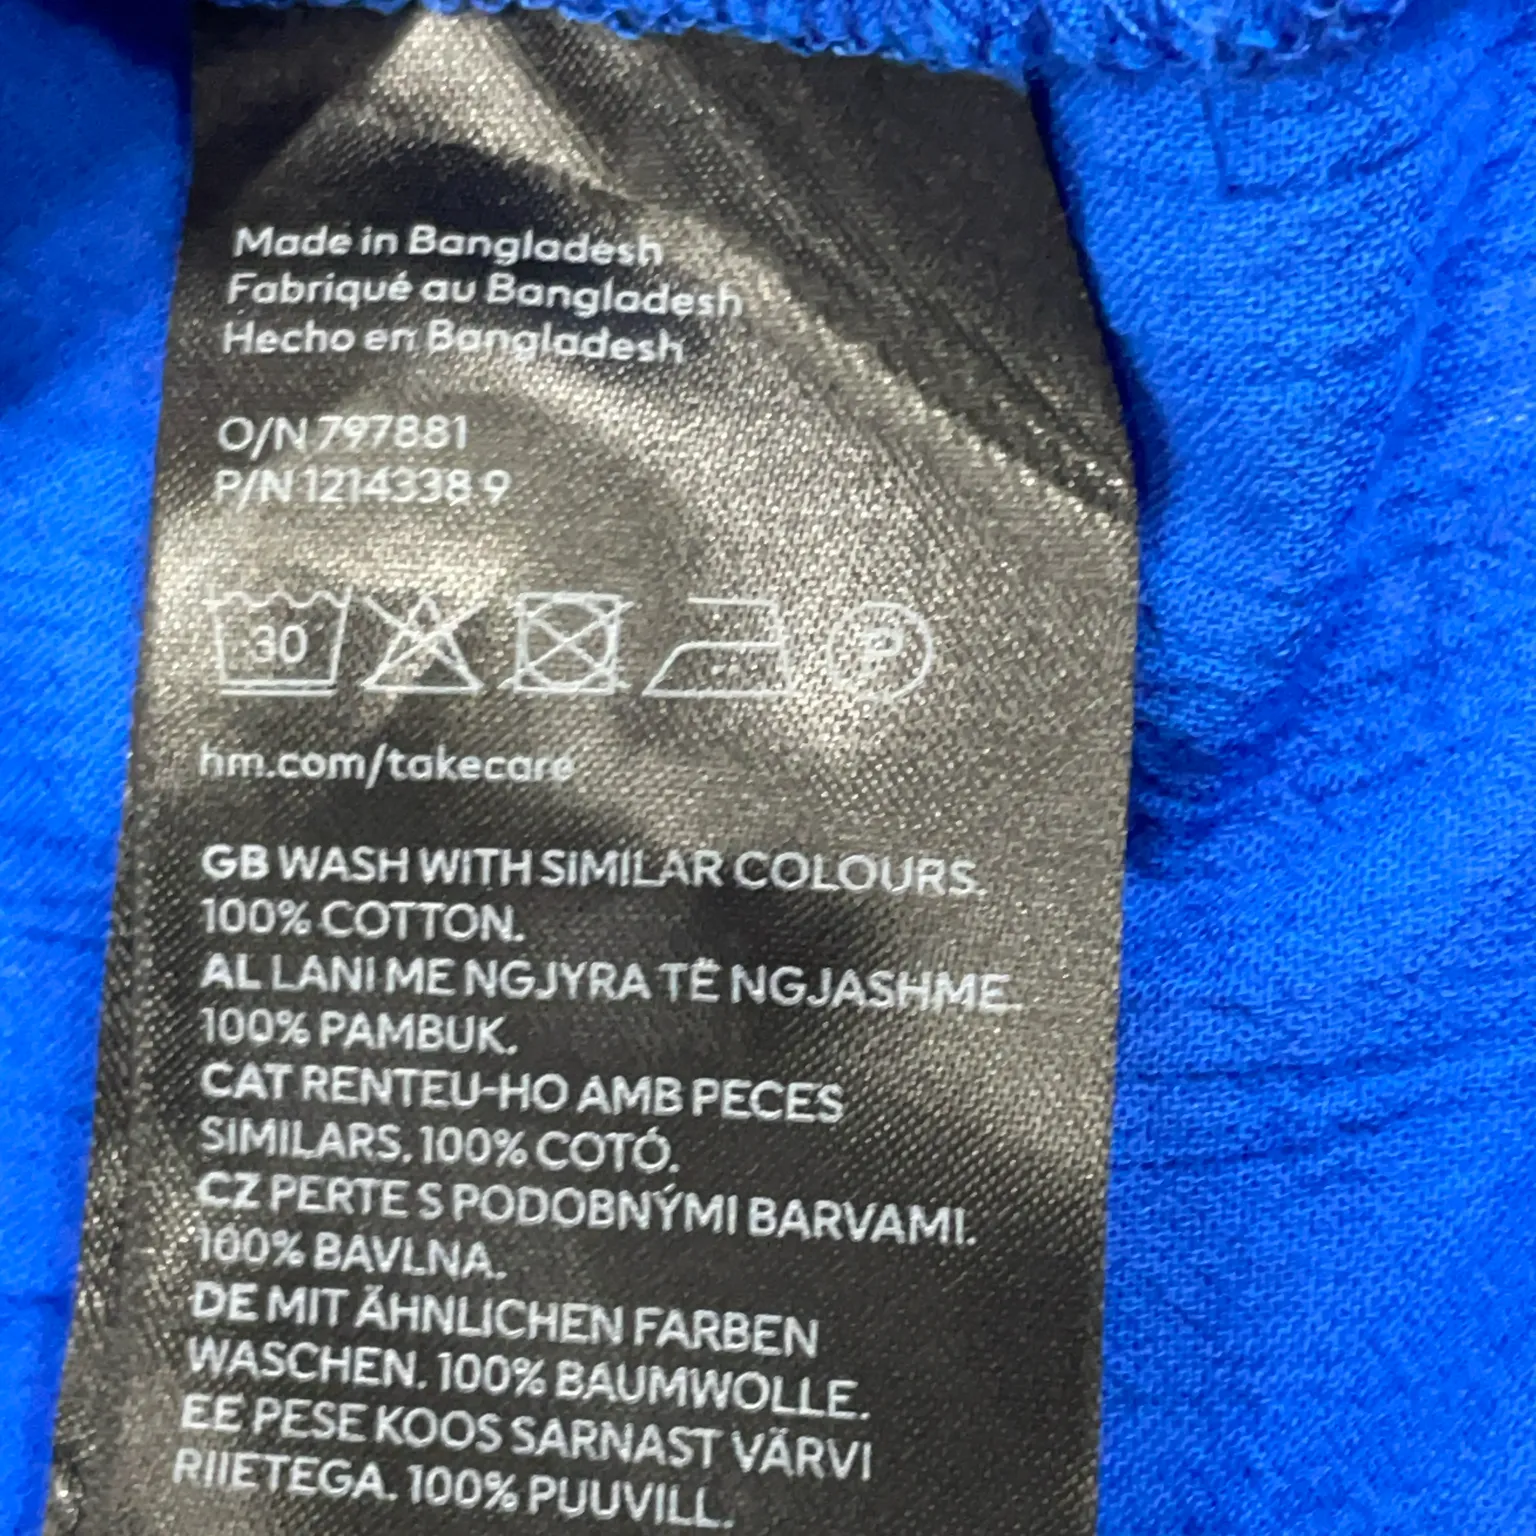 Made in Bangladesh
Fabriqué au Bangladesh
Hecho en Bangladesh
O/N 797881
P/N 1214338 9
30
P
hm.com/takecare
GB WASH WITH SIMILAR COLOURS.
100% COTTON.
AL LANI ME NGJYRA TË NGJASHME.
100% PAMBUK.
CAT RENTEU-HO AMB PECES
SIMILARS. 100% COTÓ.
CZ PERTE S PODOBNÝMI BARVAMI.
100% BAVLNA.
DE MIT ÄHNLICHEN FARBEN
WASCHEN. 100% BAUMWOLLE.
EE PESE KOOS SARNAST VÄRVI
RIIETEGA. 100% PUUVILL.